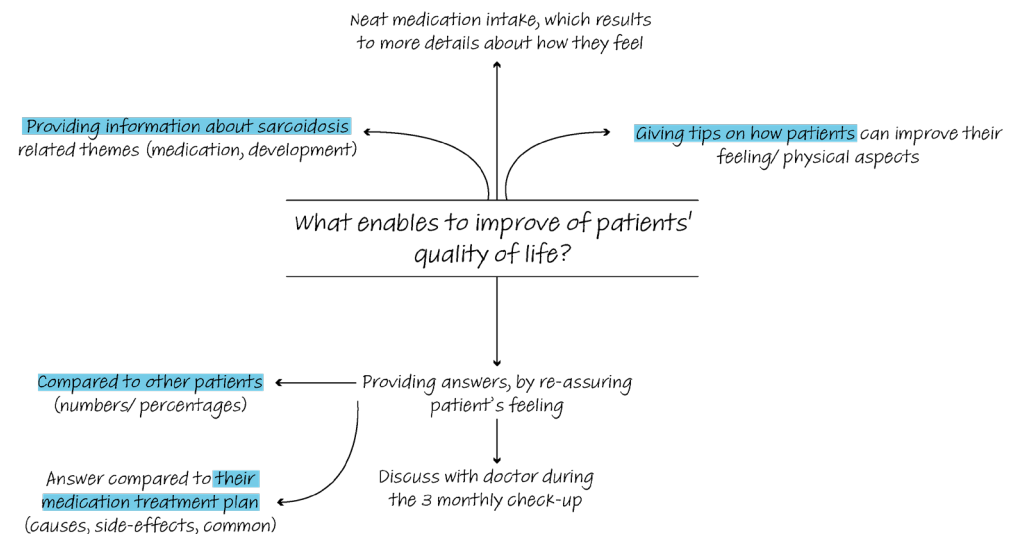 Neat medication intake, which results
to more details about how they feel
Providing information about sarcoidosis
related themes (medication, development)
Giving tips on how patients can improve their
feeling/ physical aspects
What enables to improve of patients'
quality of life?
Compared to other patients
(numbers/ percentages)
Providing answers, by re-assuring
patient's feeling
Answer compared to their
medication treatment plan
(causes, side-effects, common)
Discuss with doctor during
the 3 monthly check-up